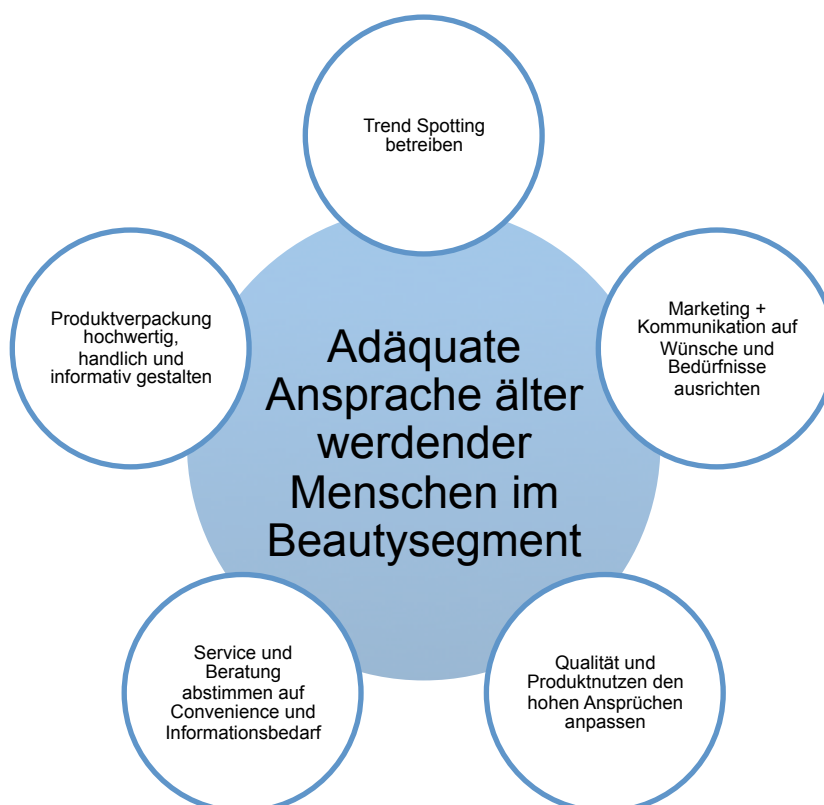 Trend Spotting
betreiben
Marketing +
Kommunikation auf
Wünsche und
Bedürfnisse
ausrichten
Qualität und
Produktnutzen den
hohen Ansprüchen
anpassen
Service und
Beratung
abstimmen auf
Convenience und
Informationsbedarf
Produktverpackung
hochwertig,
handlich und
informativ gestalten
Adäquate
Ansprache älter
werdender
Menschen im
Beautysegment